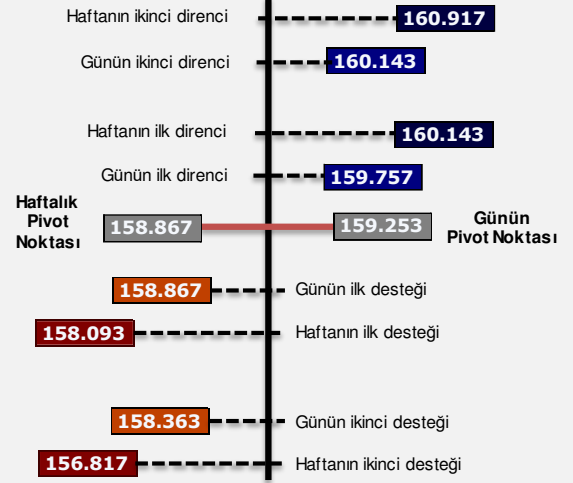 Haftanın ikinci direnci 160.917
Günün ikinci direnci 160.143
Haftanın ilk direnci 160.143
Günün ilk direnci 159.757
Haftalık
Pivot
Noktası
158.867
159.253
Günün
Pivot Noktası
158.867 Günün ilk desteği
158.093 Haftanın ilk desteği
158.363 Günün ikinci desteği
156.817 Haftanın ikinci desteği